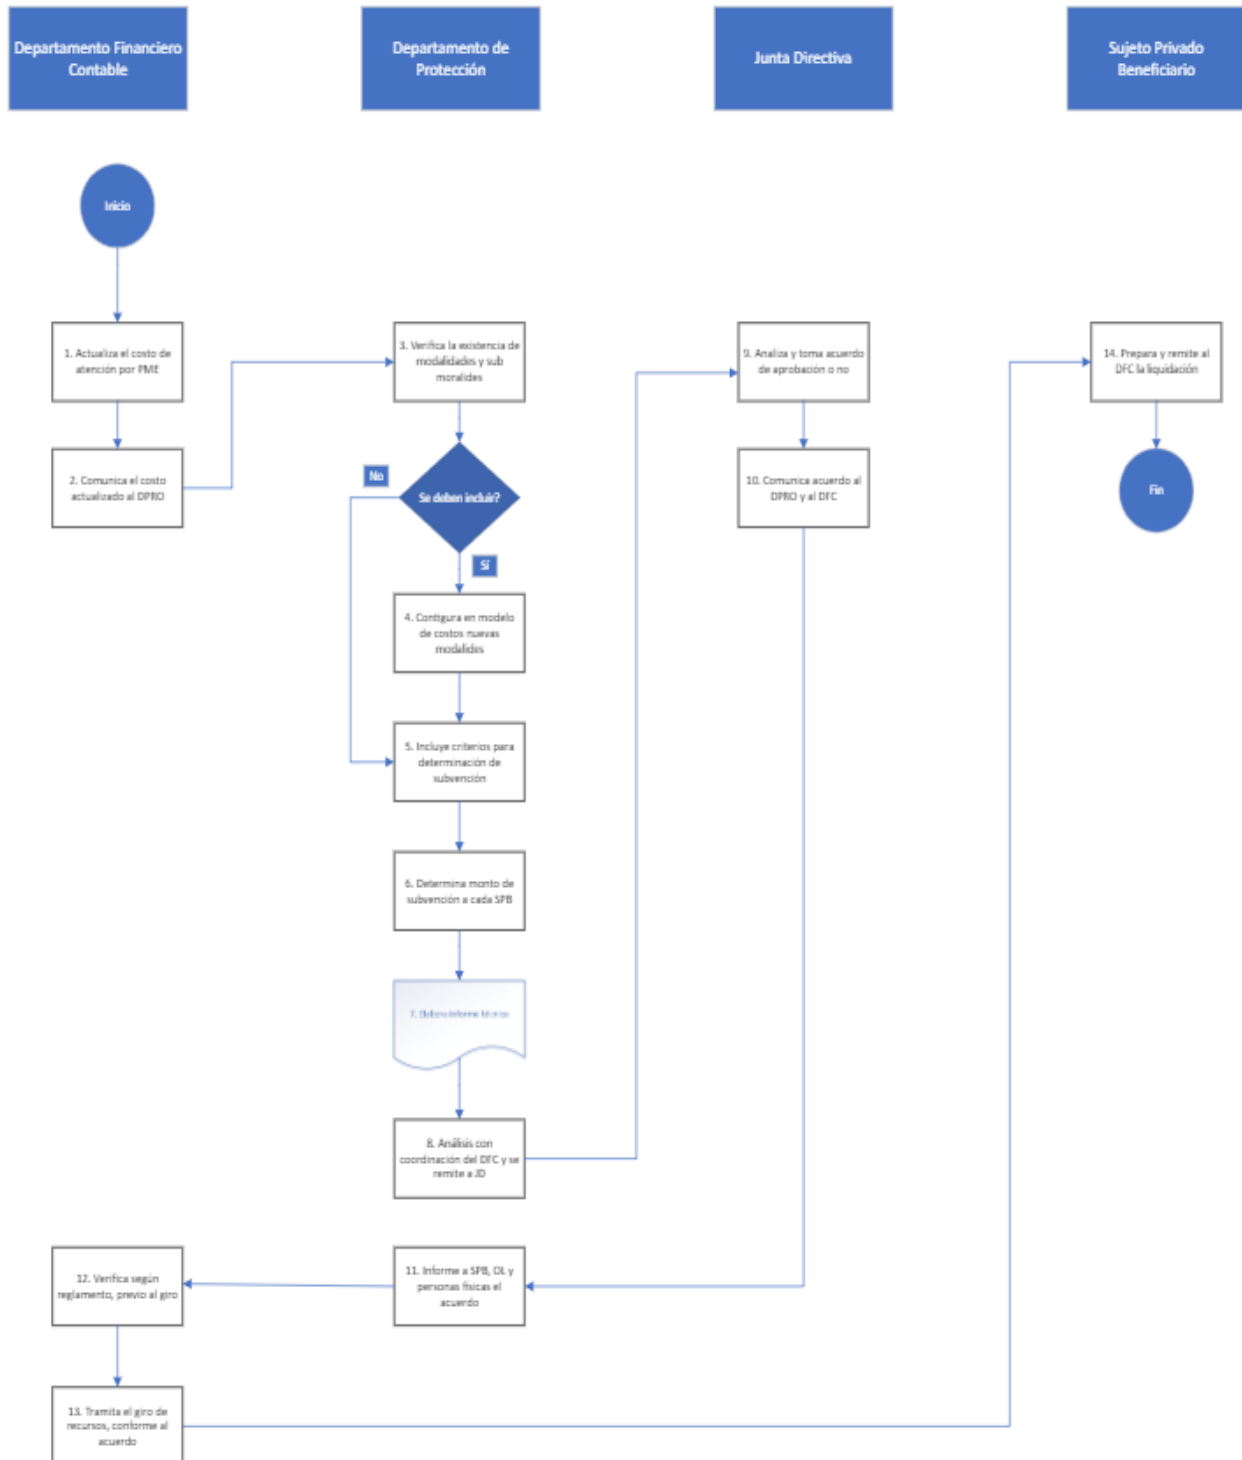 Departamento Financiero
Contable
Departamento de
Protección
Junta Directiva
Sujeto Privado
Beneficiario
Inicio
1. Actualiza el costo de
atención por PME
2. Comunica el costo
actualizado al DPRO
3. Verifica la existencia de
modalidades y sub
moralides
Se deben incluir?
No
Sí
4. Configura en modelo
de costos nuevas
modalides
5. Incluye criterios para
determinación de
subvención
6. Determina monto de
subvención a cada SPB
7. Elabora informe técnico
8. Análisis con
coordinación del DFC y se
remite a JD
9. Analiza y toma acuerdo
de aprobación o no
10. Comunica acuerdo al
DPRO y al DFC
11. Informe a SPB, OL y
personas físicas el
acuerdo
12. Verifica según
reglamento, previo al giro
13. Tramita el giro de
recursos, conforme al
acuerdo
14. Prepara y remite al
DFC la liquidación
Fin